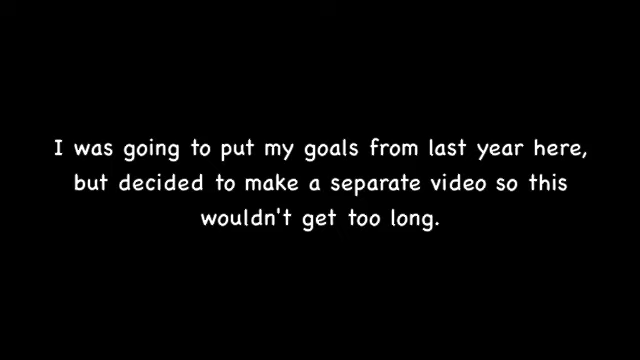 I was going to put my goals from last year here,
but decided to make a separate video so this
wouldn't get too long.